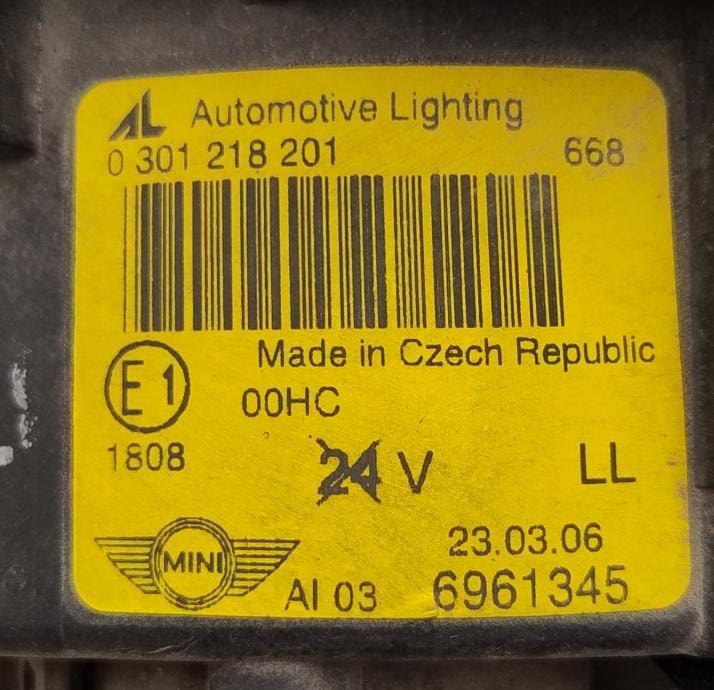 AL Automotive Lighting
0 301 218 201 668
Made in Czech Republic
E1 00HC
1808 24 V LL
23.03.06
MINI AI 03 6961345